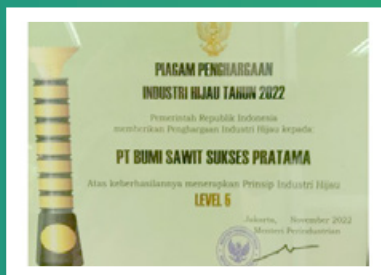 PIAGAM PENGHARGAAN
INDUSTRI HIJAU TAHUN 2022
Pemerintah Republik Indonesia
memberikan Penghargaan Industri Hijau kepada:
PT BUMI SAWIT SUKSES PRATAMA
Atas keberhasilannya menerapkan Prinsip Industri Hijau
LEVEL 5
Jakarta, November 2022
Menteri Perindustrian